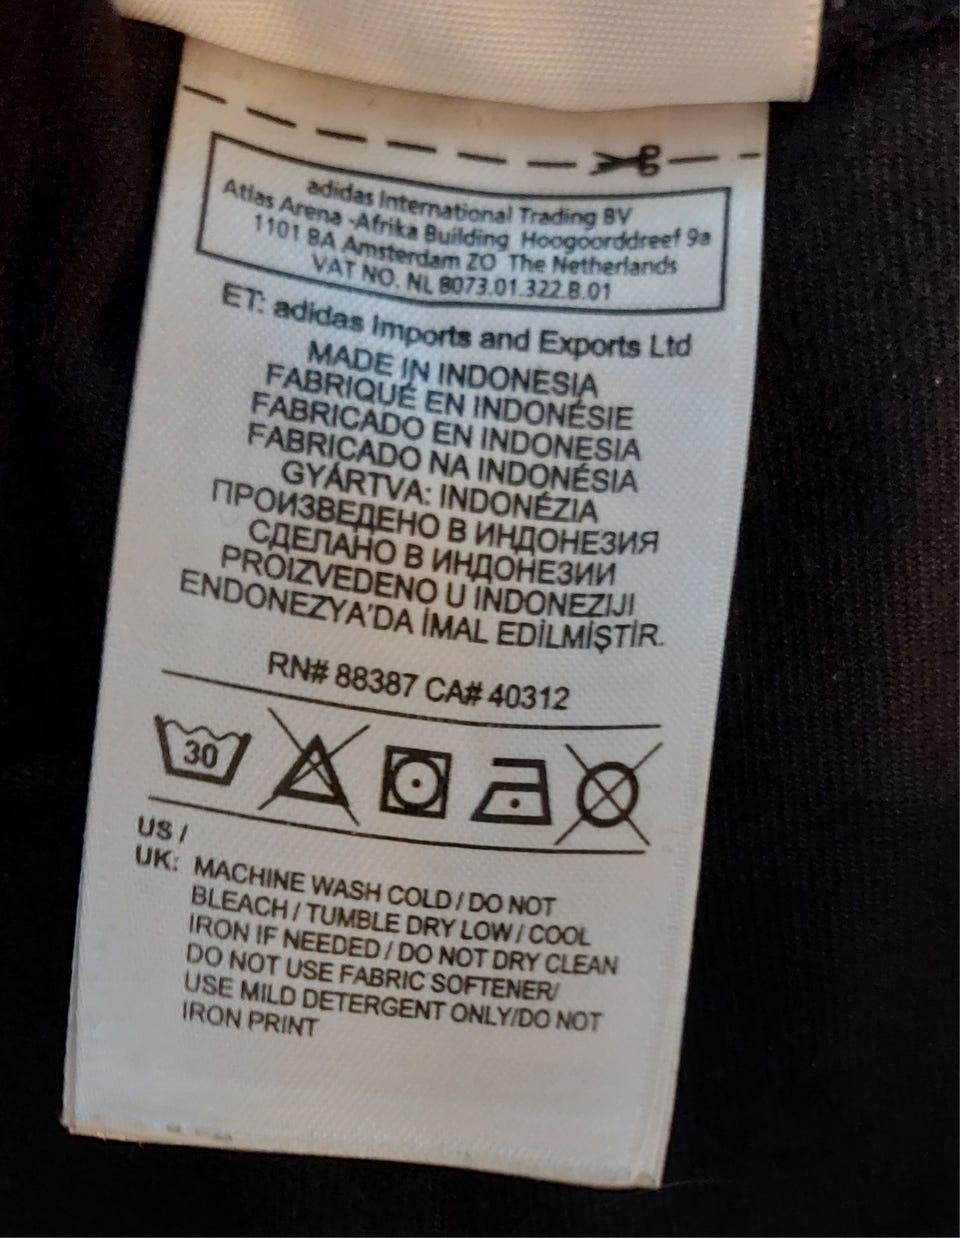 adidas International Trading BV
Atlas Arena -Afrika Building Hoogoorddreef 9a
1101 BA Amsterdam ZO The Netherlands
VAT NO. NL 8073.01.322.B.01
ET: adidas Imports and Exports Ltd
MADE IN INDONESIA
FABRIQUÉ EN INDONÉSIE
FABRICADO EN INDONESIA
FABRICADO NA INDONÉSIA
GYÁRTVA: INDONÉZIA
ПРОИЗВЕДЕНО В ИНДОНЕЗИЯ
СДЕЛАНО В ИНДОНЕЗИИ
PROIZVEDENO U INDONEZIJI
ENDONEZYA'DA İMAL EDİLMİŞTİR.
RN# 88387 CA# 40312
30
US /
UK: MACHINE WASH COLD / DO NOT
BLEACH / TUMBLE DRY LOW / COOL
IRON IF NEEDED / DO NOT DRY CLEAN
DO NOT USE FABRIC SOFTENER/
USE MILD DETERGENT ONLY/DO NOT
IRON PRINT